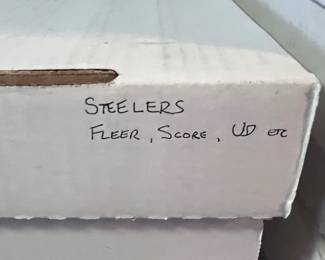 STEELERS
FLEER, SCORE, UD etc